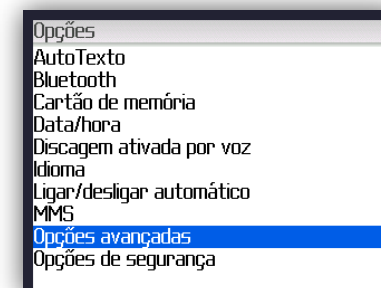 Opções
AutoTexto
Bluetooth
Cartão de memória
Data/hora
Discagem ativada por voz
Idioma
Ligar/desligar automático
MMS
Opções avançadas
Opções de segurança